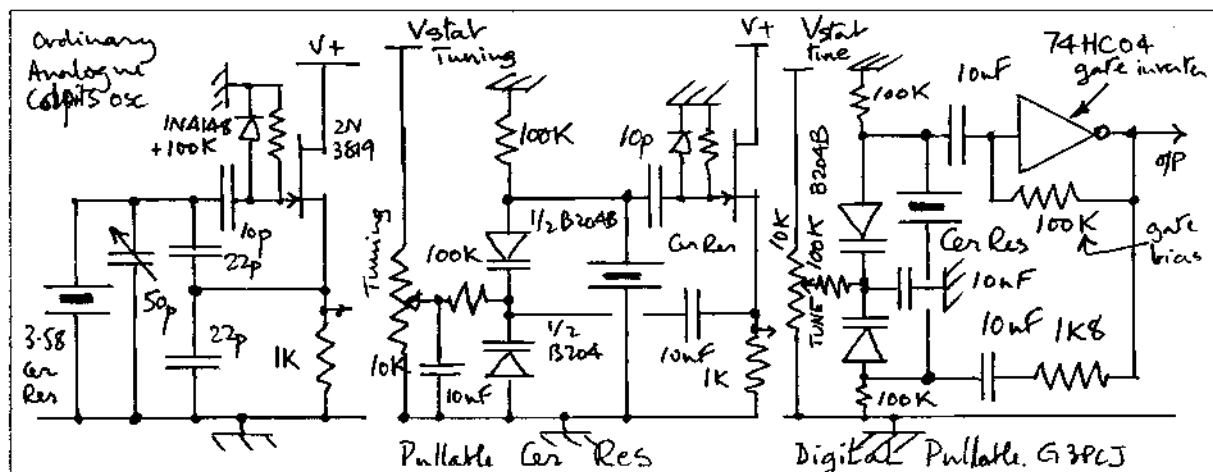 Ordinary
Analogue
Colpits osc
1N4148
+100K
V+
2N
3819
10p
22p
50p
22p
1K
3.58
Cer
Res
Vstat
Tuning
V+
100K
10p
1/2 B204B
Cer Res
100K
Tuning
10K
10nF
1/2
B204
10nF
1K
Pullable Cer Res
Vstat
tune
100K
B204B
10nF
74HC04
gate inverter
O/P
100K
gate
bias
Cer Res
10K
100K
TUNE
10nF
10nF
1K8
100K
Digital Pullable. G3PCJ